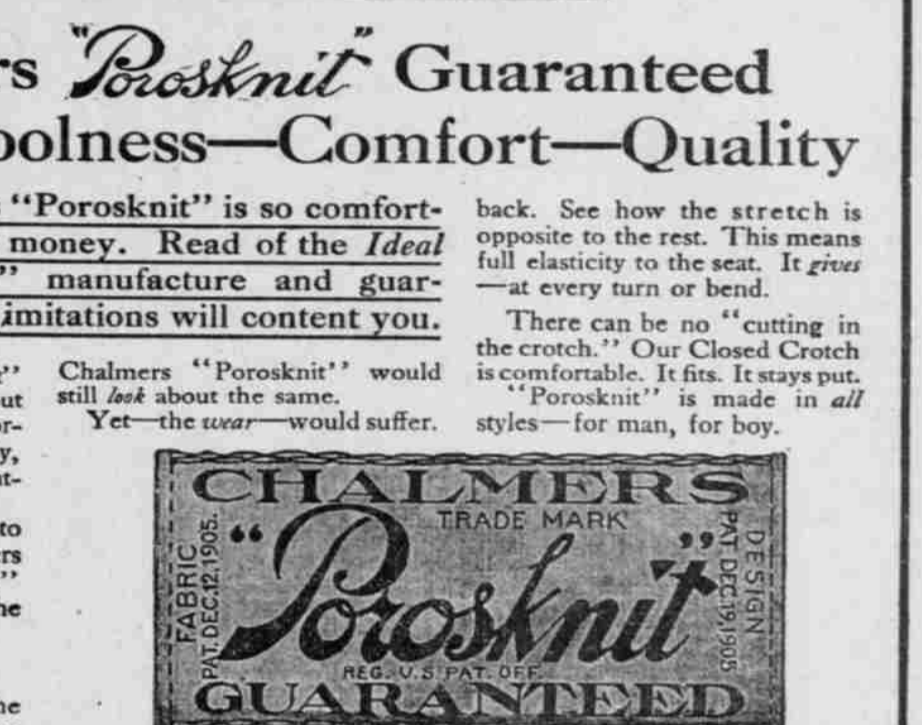 "Porosknit" Guaranteed
oolness—Comfort—Quality
"Porosknit" is so comfort-
money. Read of the Ideal
" manufacture and guar-
imitations will content you.
Chalmers "Porosknit" would
still look about the same.
Yet—the wear—would suffer.
back. See how the stretch is
opposite to the rest. This means
full elasticity to the seat. It gives
—at every turn or bend.
There can be no "cutting in
the crotch." Our Closed Crotch
is comfortable. It fits. It stays put.
"Porosknit" is made in all
styles—for man, for boy.
CHALMERS
TRADE MARK
"Porosknit"
REG. U.S. PAT. OFF.
GUARANTEED
FABRIC
PAT. DEC. 12, 1905.
DESIGN
PAT. DEC. 19, 1905